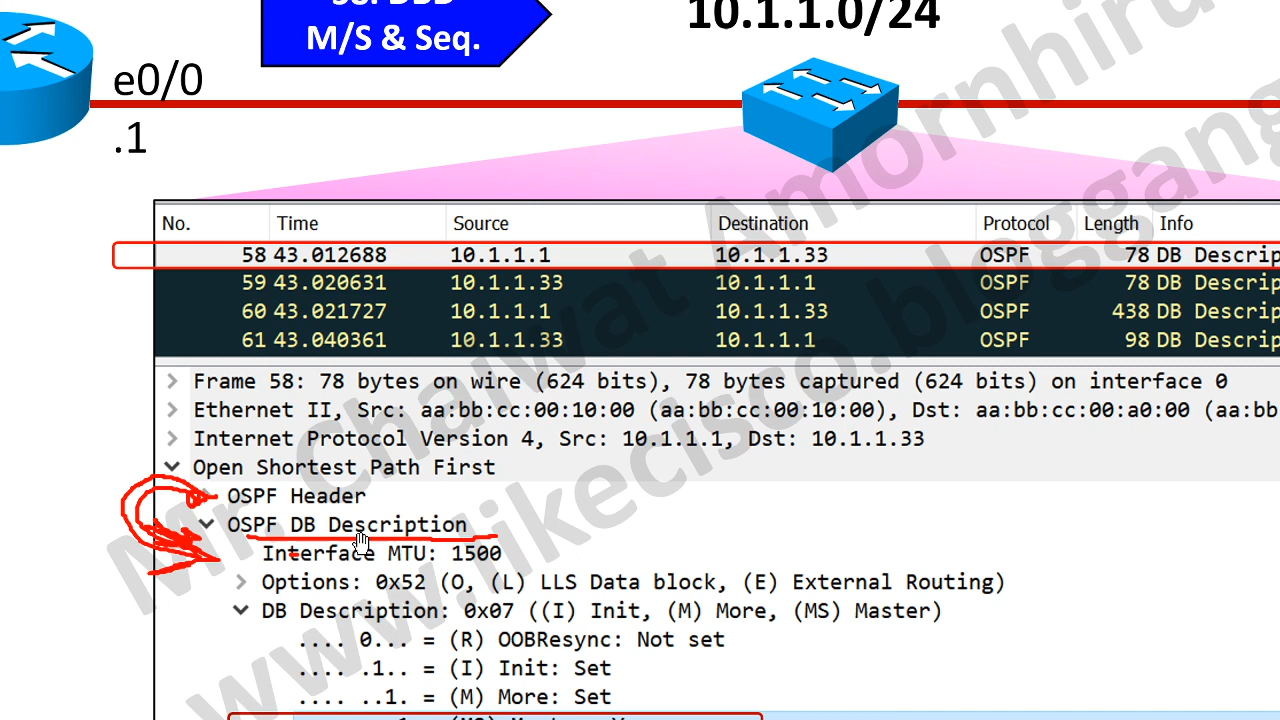 M/S & Seq.
10.1.1.0/24
e0/0
.1
No. Time Source Destination Protocol Length Info
58 43.012688 10.1.1.1 10.1.1.33 OSPF 78 DB Descrip
59 43.020631 10.1.1.33 10.1.1.1 OSPF 78 DB Descrip
60 43.021727 10.1.1.1 10.1.1.33 OSPF 438 DB Descrip
61 43.040361 10.1.1.33 10.1.1.1 OSPF 98 DB Descrip
Frame 58: 78 bytes on wire (624 bits), 78 bytes captured (624 bits) on interface 0
Ethernet II, Src: aa:bb:cc:00:10:00 (aa:bb:cc:00:10:00), Dst: aa:bb:cc:00:a0:00 (aa:bb
Internet Protocol Version 4, Src: 10.1.1.1, Dst: 10.1.1.33
Open Shortest Path First
OSPF Header
OSPF DB Description
Interface MTU: 1500
Options: 0x52 (O, (L) LLS Data block, (E) External Routing)
DB Description: 0x07 ((I) Init, (M) More, (MS) Master)
.... 0... = (R) OOBResync: Not set
.... .1.. = (I) Init: Set
.... ..1. = (M) More: Set
Mr. Chaiwat Amornhiru
www.likecisco.bloggang